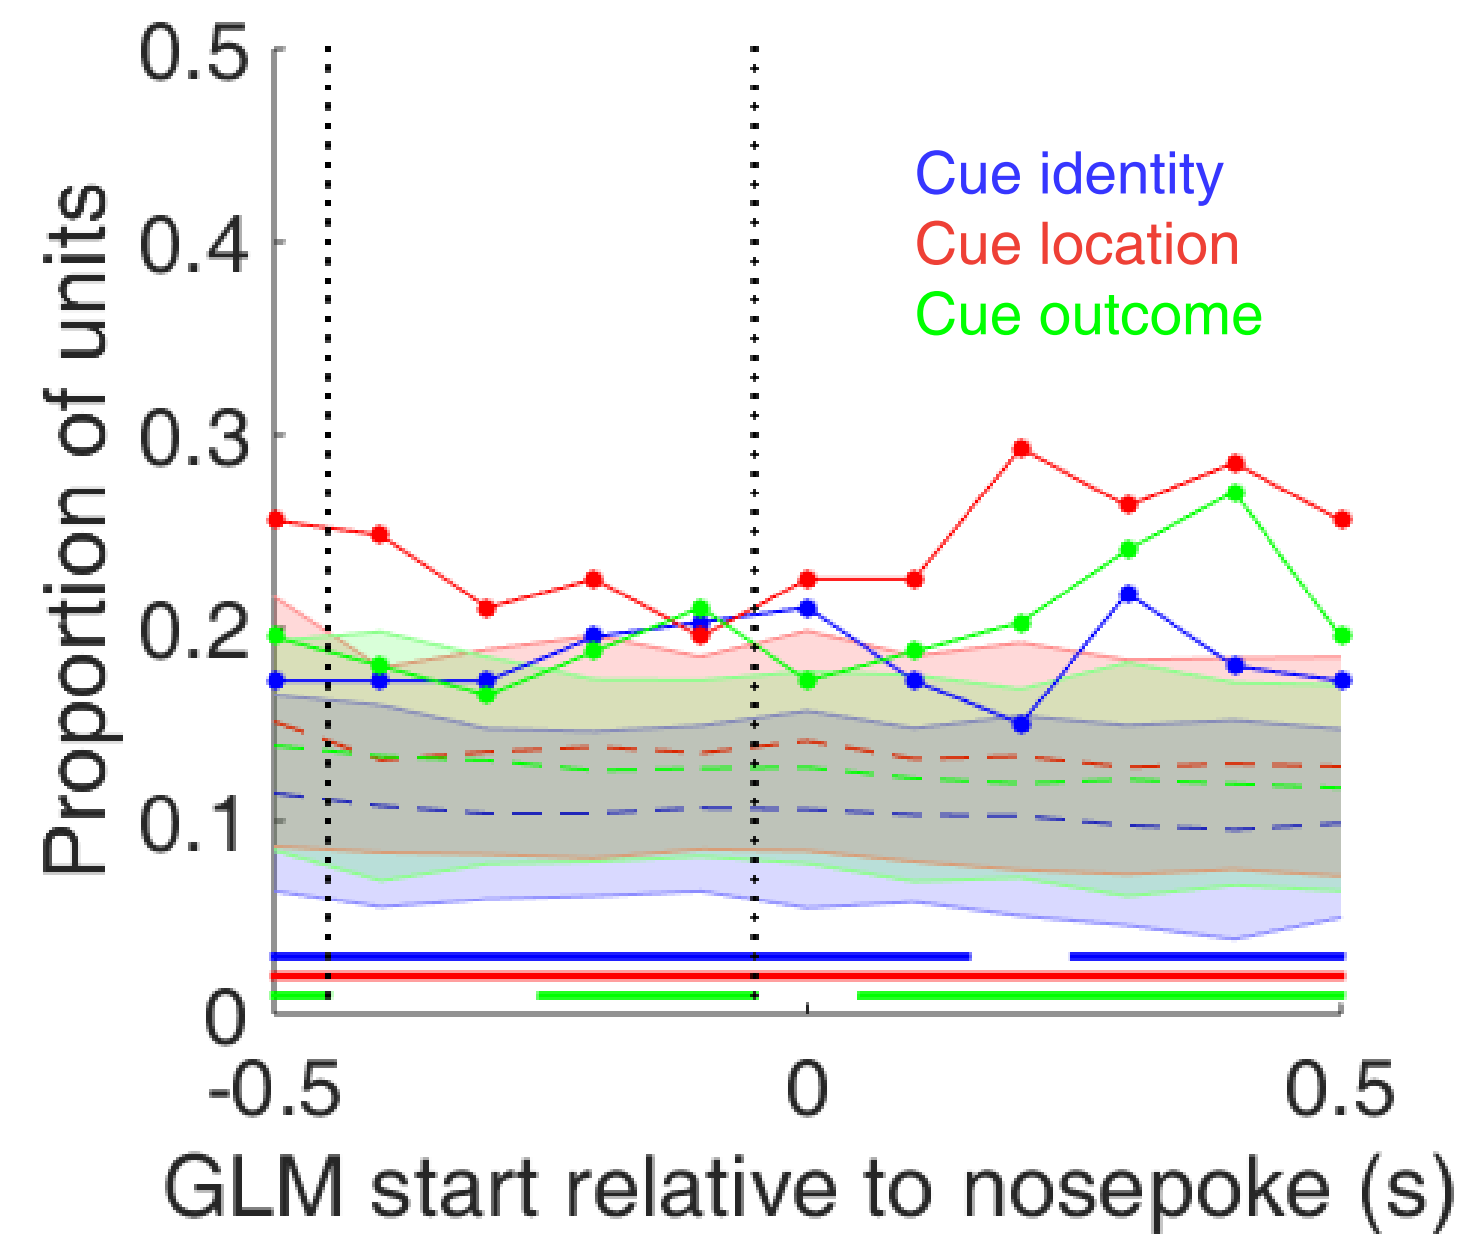 0.5
0.4
0.3
0.2
0.1
0
Proportion of units
Cue identity
Cue location
Cue outcome
-0.5
0
0.5
GLM start relative to nosepoke (s)